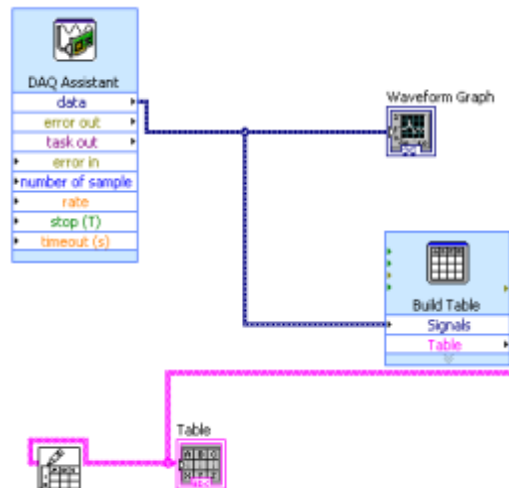 DAQ Assistant
data
error out
task out
error in
number of sample
rate
stop (T)
timeout (s)
Waveform Graph
Build Table
Signals
Table
Table